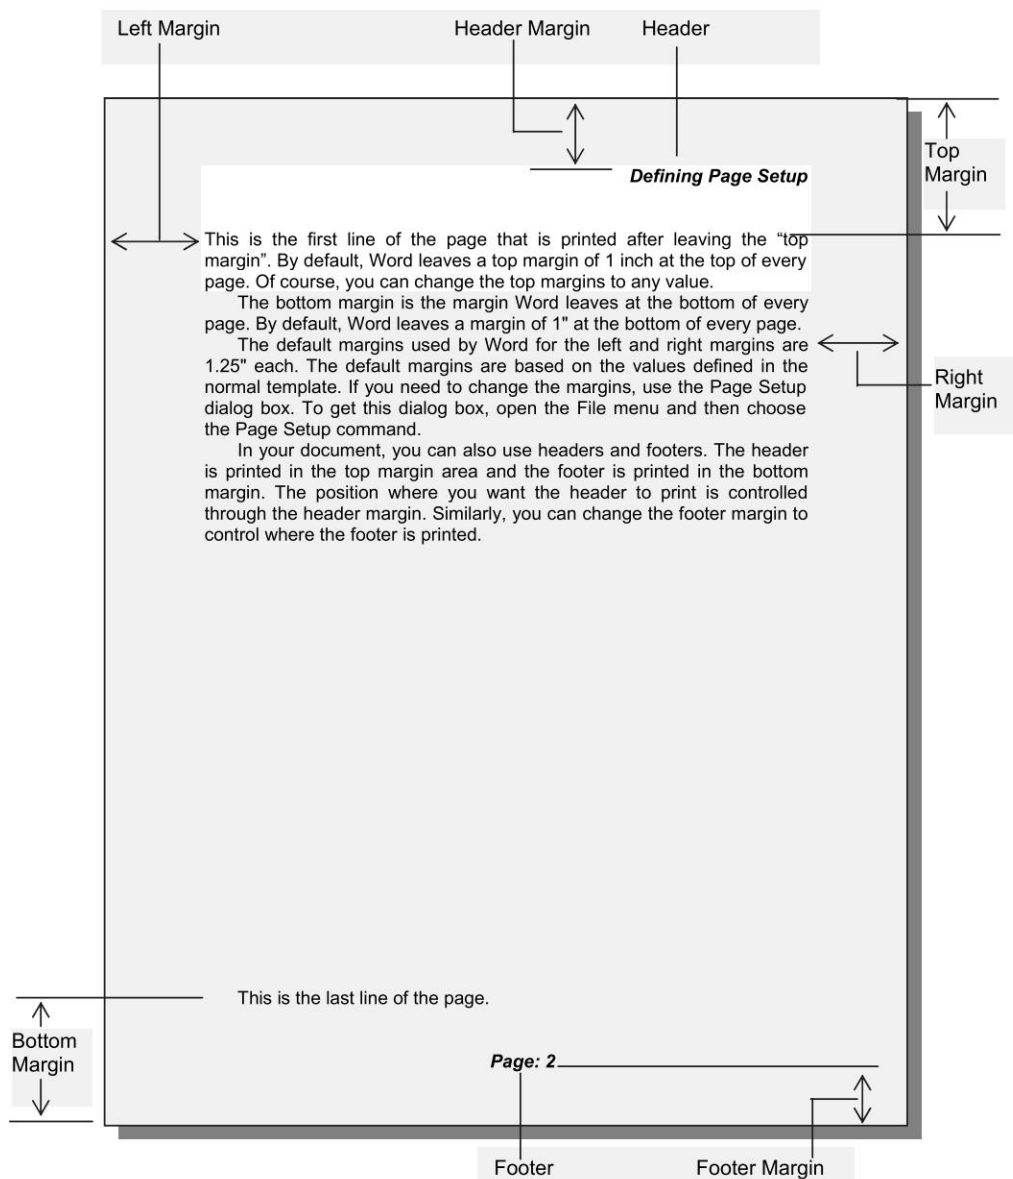 Left Margin Header Margin Header
Top
Margin
Defining Page Setup
This is the first line of the page that is printed after leaving the “top
margin”. By default, Word leaves a top margin of 1 inch at the top of every
page. Of course, you can change the top margins to any value.
The bottom margin is the margin Word leaves at the bottom of every
page. By default, Word leaves a margin of 1" at the bottom of every page.
The default margins used by Word for the left and right margins are
1.25" each. The default margins are based on the values defined in the
normal template. If you need to change the margins, use the Page Setup
dialog box. To get this dialog box, open the File menu and then choose
the Page Setup command.
Right
Margin
In your document, you can also use headers and footers. The header
is printed in the top margin area and the footer is printed in the bottom
margin. The position where you want the header to print is controlled
through the header margin. Similarly, you can change the footer margin to
control where the footer is printed.
This is the last line of the page.
Bottom
Margin
Page: 2
Footer Footer Margin